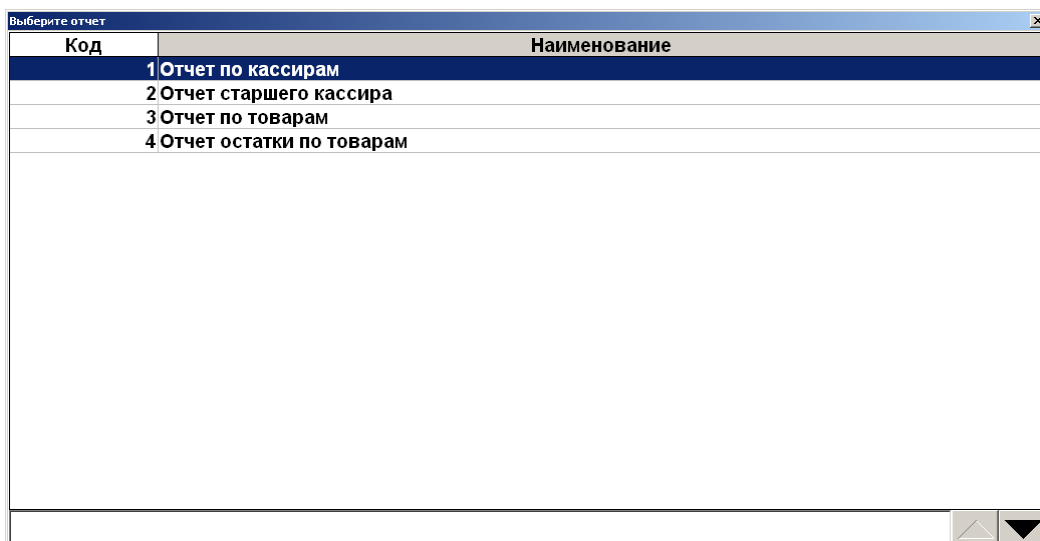 Выберите отчет
Код Наименование
1 Отчет по кассирам
2 Отчет старшего кассира
3 Отчет по товарам
4 Отчет остатки по товарам